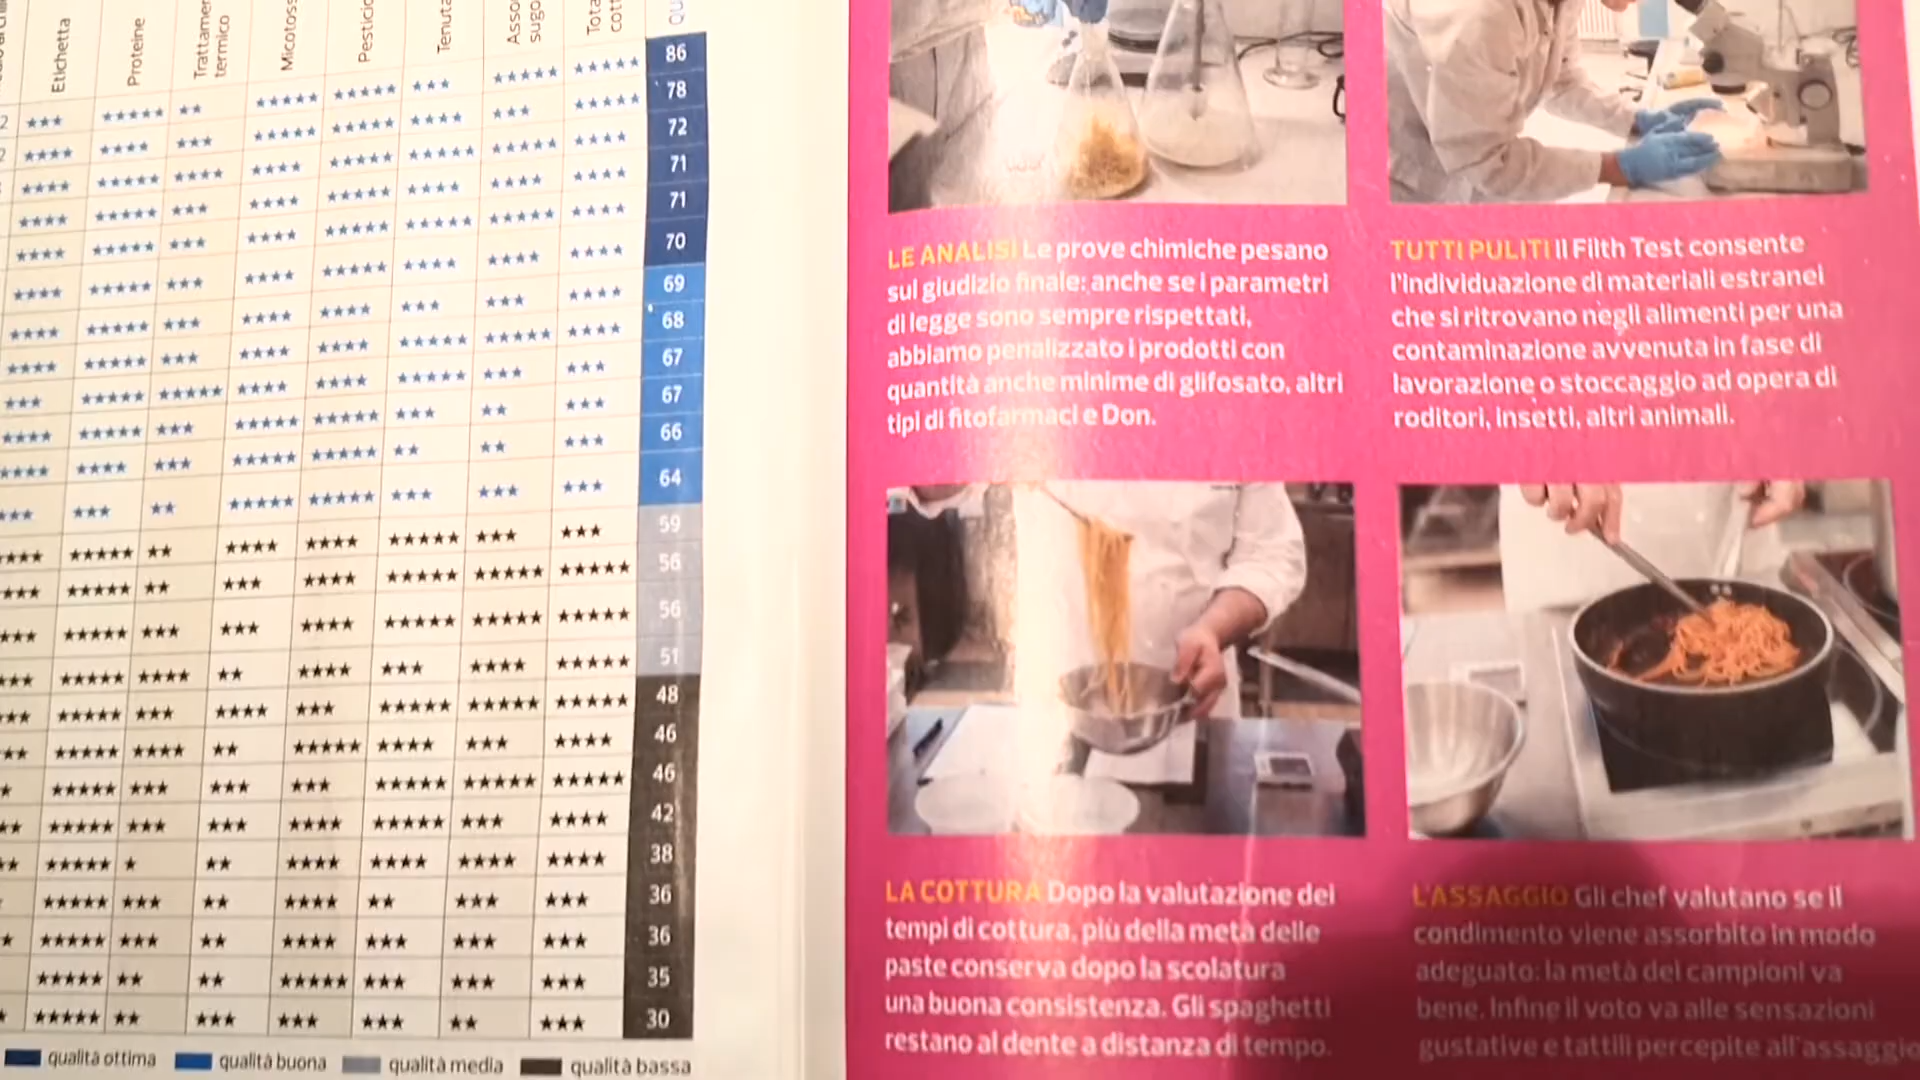 Etichetta
Proteine
termico
86
78
72
71
71
70
69
68
67
67
66
64
59
56
56
51
48
46
46
42
38
36
36
35
30
qualità ottima
qualità buona
qualità media
qualità bassa
LE ANALISI Le prove chimiche pesano
sul giudizio finale: anche se i parametri
di legge sono sempre rispettati,
abbiamo penalizzato i prodotti con
quantità anche minime di glifosato, altri
tipi di fitofarmaci e Don.
TUTTI PULITI Il Filth Test consente
l'individuazione di materiali estranei
che si ritrovano negli alimenti per una
contaminazione avvenuta in fase di
lavorazione o stoccaggio ad opera di
roditori, insetti, altri animali.
LA COTTURA Dopo la valutazione dei
tempi di cottura, più della metà delle
paste conserva dopo la scolatura
una buona consistenza. Gli spaghetti
restano al dente a distanza di tempo.
L'ASSAGGIO Gli chef valutano se il
condimento viene assorbito in modo
adeguato: la metà dei campioni va
bene. Infine il voto va alle sensazioni
gustative e tattili percepite all'assaggio